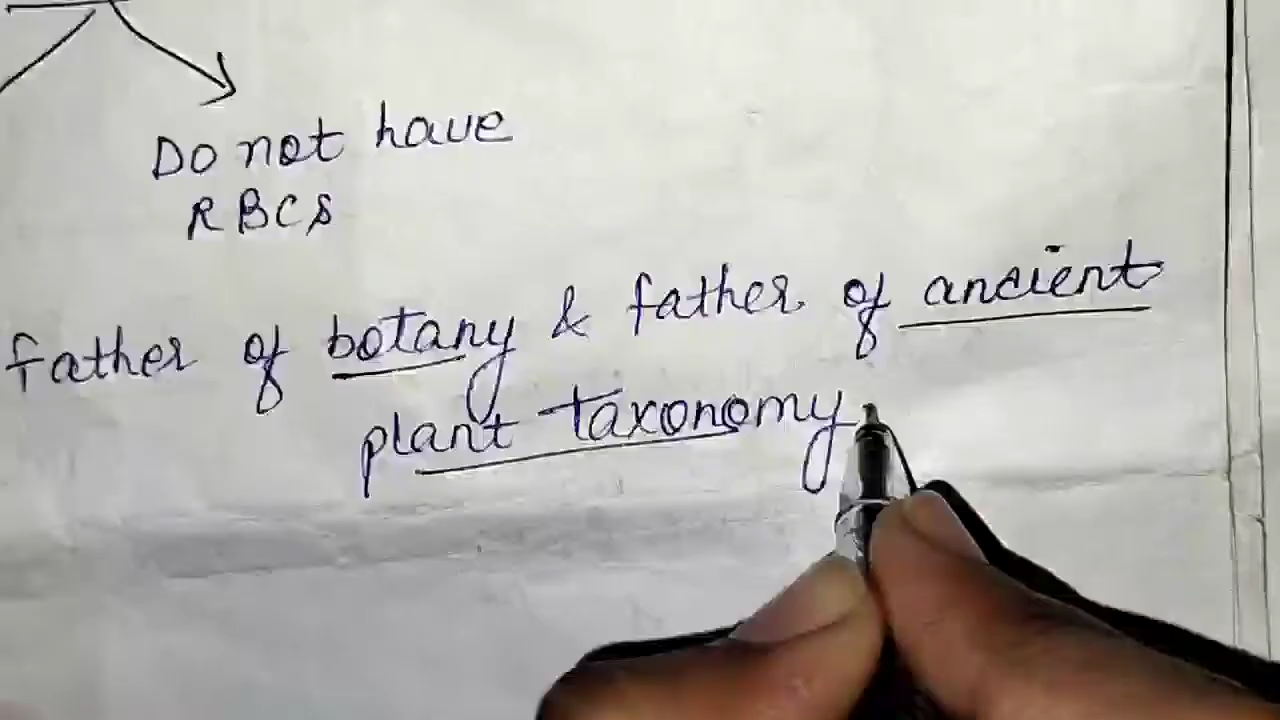 Do not have
RBCs
Father of botany & father of ancient
plant taxonomy